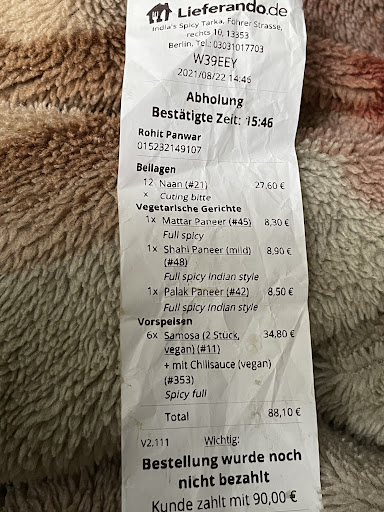 Lieferando.de
India's Spicy Tarka, Föhrer Strasse,
rechts 10, 13353
Berlin, Tel.: 03031017703
W39EEY
2021/08/22 14:46
Abholung
Bestätigte Zeit: 15:46
Rohit Panwar
015232149107
Beilagen
12 Naan (#21) 27,60 €
x Cuting bitte
Vegetarische Gerichte
1x Mattar Paneer (#45) 8,30 €
Full spicy
1x Shahi Paneer (mild) 8,90 €
(#48)
Full spicy indian style
1x Palak Paneer (#42) 8,50 €
Full spicy indian style
Vorspeisen
6x Samosa (2 Stück, 34,80 €
vegan) (#11)
+ mit Chilisauce (vegan)
(#353)
Spicy full
Total 88,10 €
V2.111 Wichtig:
Bestellung wurde noch
nicht bezahlt
Kunde zahlt mit 90,00 €